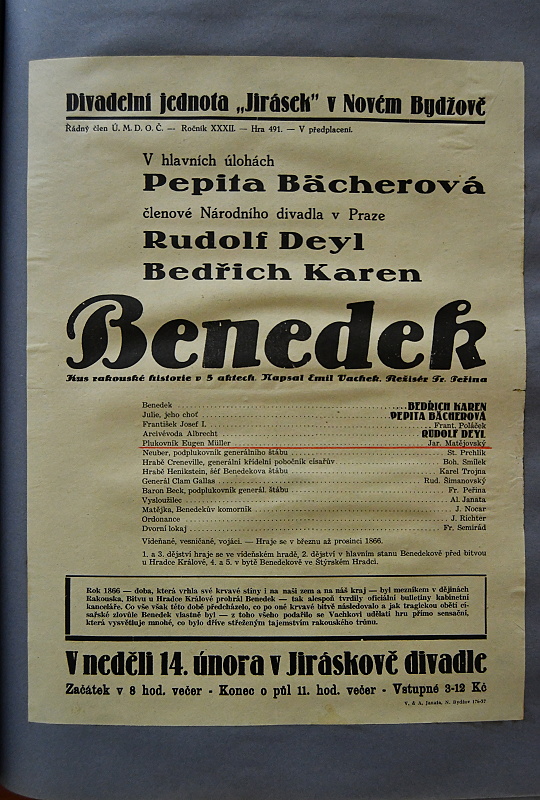 Divadelní jednota „Jirásek" v Novém Bydžově
Řádný člen Ú. M. D. O. Č. — Ročník XXXII. — Hra 491. — V předplacení.
V hlavních úlohách
Pepita Bächerová
členové Národního divadla v Praze
Rudolf Deyl
Bedřich Karen
Benedek
Kus rakouské historie v 5 aktech. Napsal Emil Vachek. Režisér Fr. Peřina
Benedek BEDŘICH KAREN
Julie, jeho choť PEPITA BÄCHEROVÁ
František Josef I. Frant. Poláček
Arcivévoda Albrecht RUDOLF DEYL
Plukovník Eugen Müller Jar. Matějovský
Neuber, podplukovník generálního štábu St. Prchlík
Hrabě Creneville, generální křídelní pobočník císařův Boh. Smílek
Hrabě Henikstein, šéf Benedekova štábu Karel Trojna
Generál Clam Gallas Rud. Šimanovský
Baron Beck, podplukovník generál. štábu Fr. Peřina
Vysloužilec Al. Janata
Matějka, Benedekův komorník J. Nocar
Ordonance J. Richter
Dvorní lokaj Fr. Semirád
Videňané, vesničané, vojáci. — Hraje se v březnu až prosinci 1866.
1. a 3. dějství hraje se ve vídeňském hradě, 2. dějství v hlavním stanu Benedekově před bitvou
u Hradce Králové, 4. a 5. v bytě Benedekově ve Štýrském Hradci.
Rok 1866 — doba, která vrhla své krvavé stíny i na naši zem a na náš kraj — byl mezníkem v dějinách
Rakouska. Bitvu u Hradce Králové prohrál Benedek — tak alespoň tvrdily oficiální bulletiny kabinetní
kanceláře. Co vše však této době předcházelo, co po oné krvavé bitvě následovalo a jak tragickou obětí cí-
sařské zlovůle Benedek vlastně byl — z toho všeho podařilo se Vachkovi udělati hru přímo sensační,
která vysvětluje mnohé, co bylo dříve střeženým tajemstvím rakouského trůnu.
V neděli 14. února v Jiráskově divadle
Začátek v 8 hod. večer - Konec o půl 11. hod. večer - Vstupné 3-12 Kč
V. & A. Janata, N. Bydžov 176-37